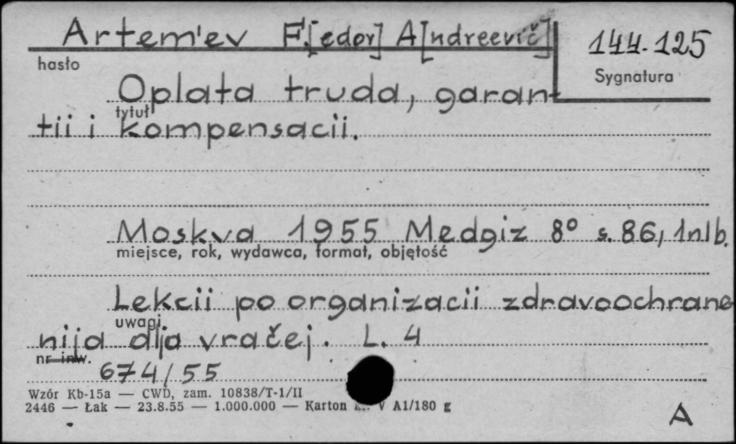 Artem'ev F.[edor] A[ndreevič]
144.125
hasło
Sygnatura
Oplata truda, garan-
tytuł
tii i kompensacii.
Moskva 1955 Medgiz 8° s. 86, 1nlb.
miejsce, rok, wydawca, format, objętość
Lekcii po organizacii zdravoochrane
uwagi
nija dlja vračej. L. 4
nr inw.
674/55
Wzór Kb-15a — CWD, zam. 10838/T-1/II
2446 — Łak — 23.8.55 — 1.000.000 — Karton V A1/180 g
A